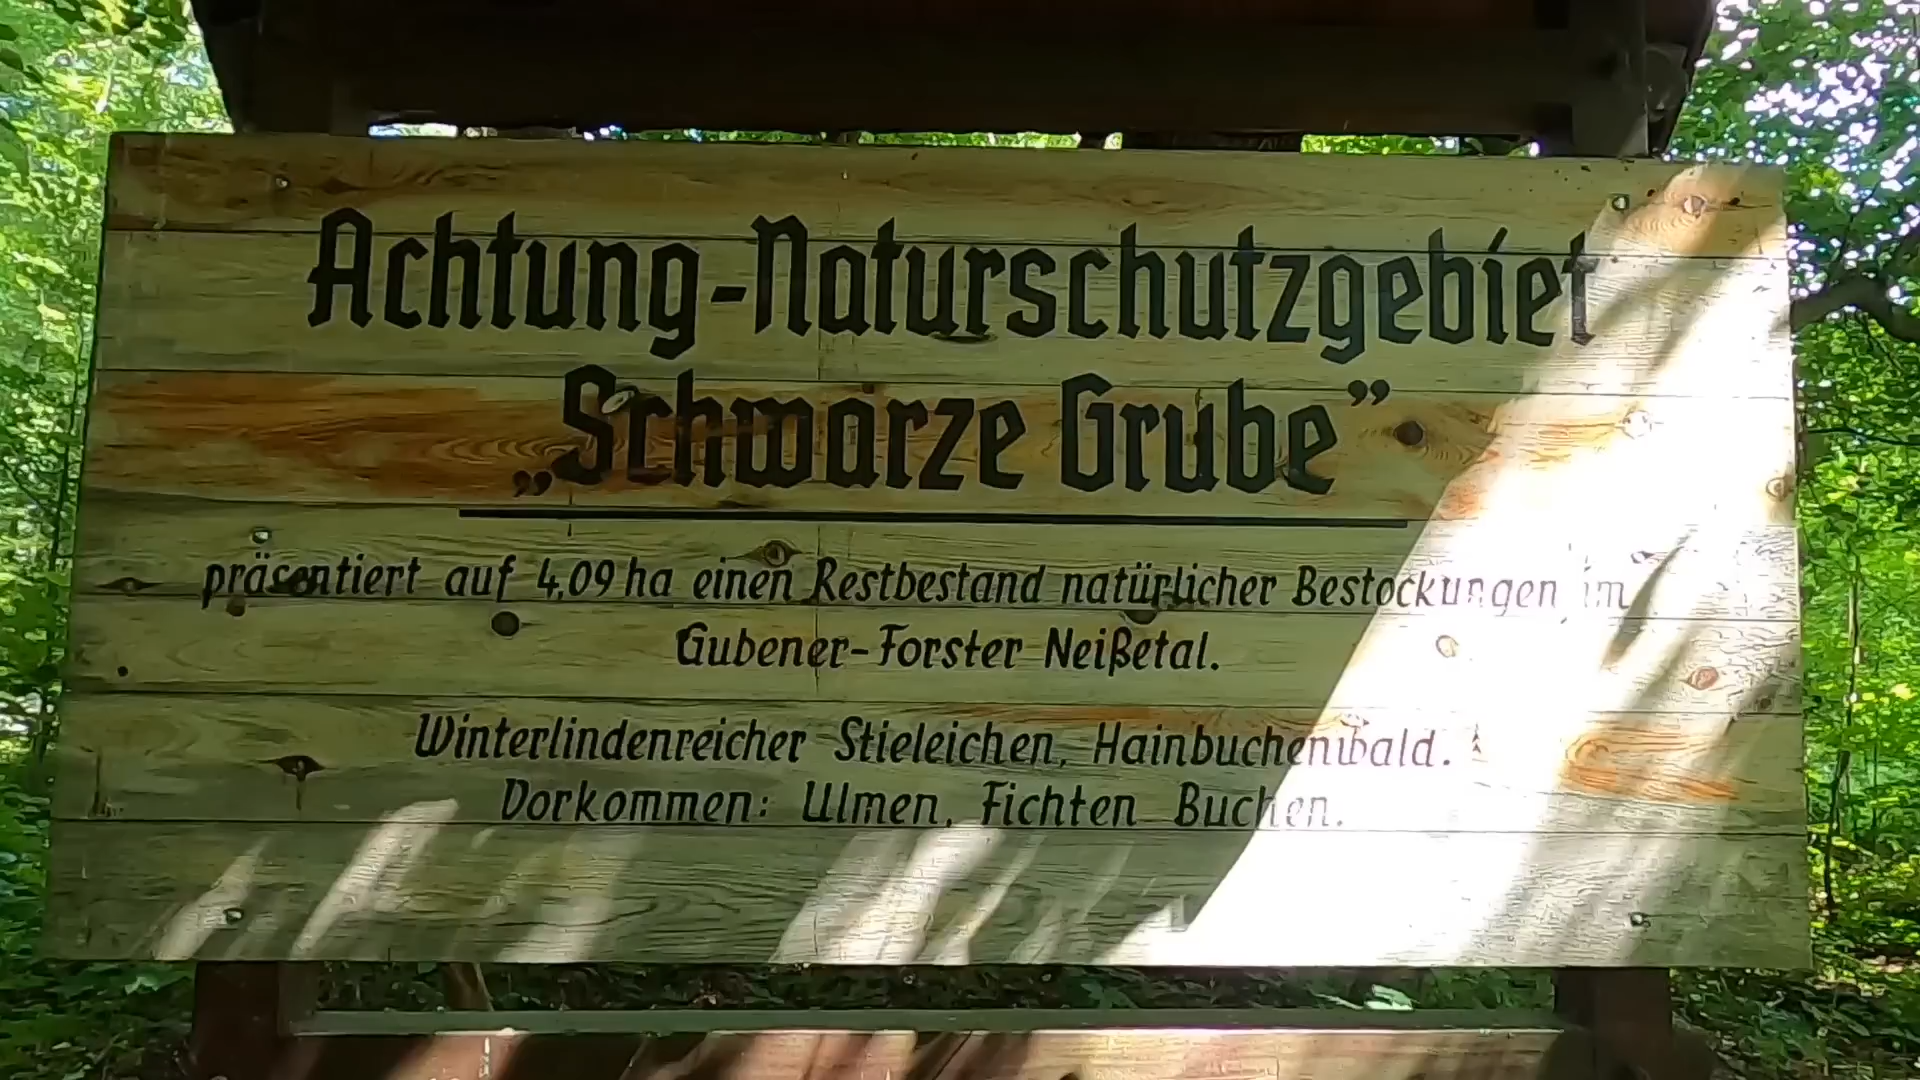 Achtung-Naturschutzgebiet
„Schwarze Grube”
präsentiert auf 4,09 ha einen Restbestand natürlicher Bestockungen im
Gubener-Forster Neißetal.
Winterlindenreicher Stieleichen, Hainbuchenwald.
Vorkommen: Ulmen, Fichten Buchen.